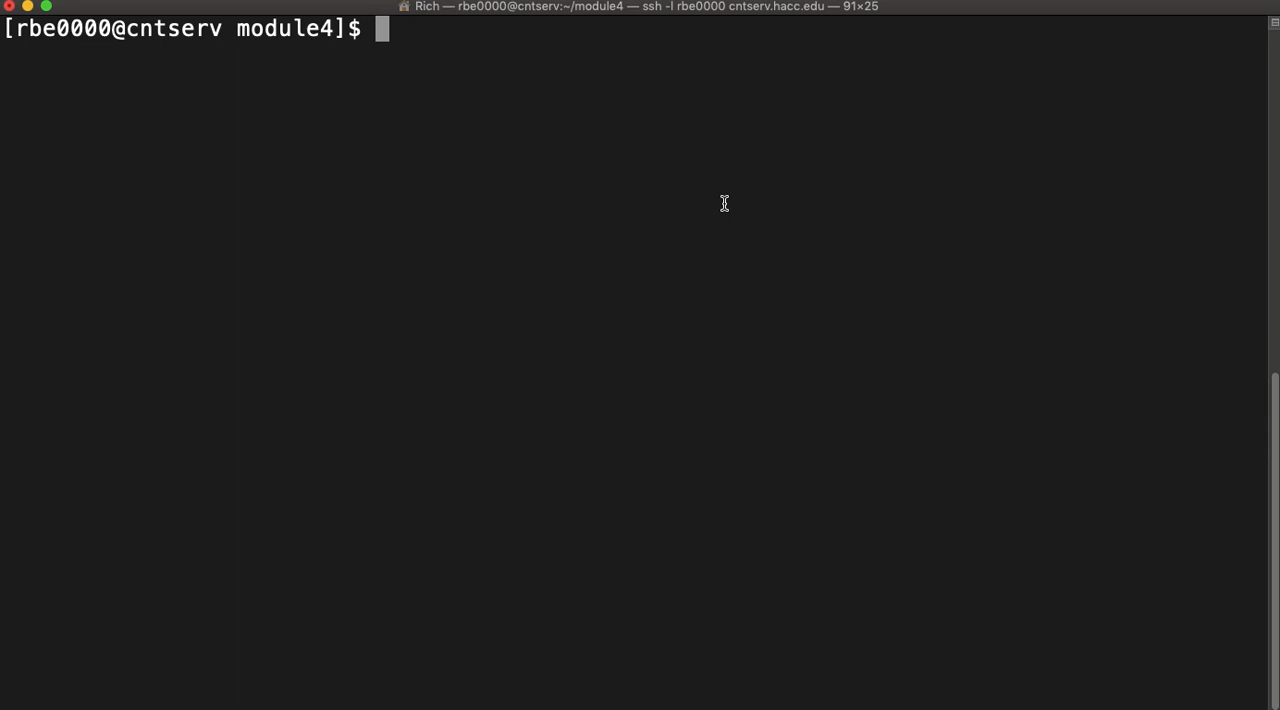 Rich — rbe0000@cntserv:~/module4 — ssh -l rbe0000 cntserv.hacc.edu — 91×25
[rbe0000@cntserv module4]$